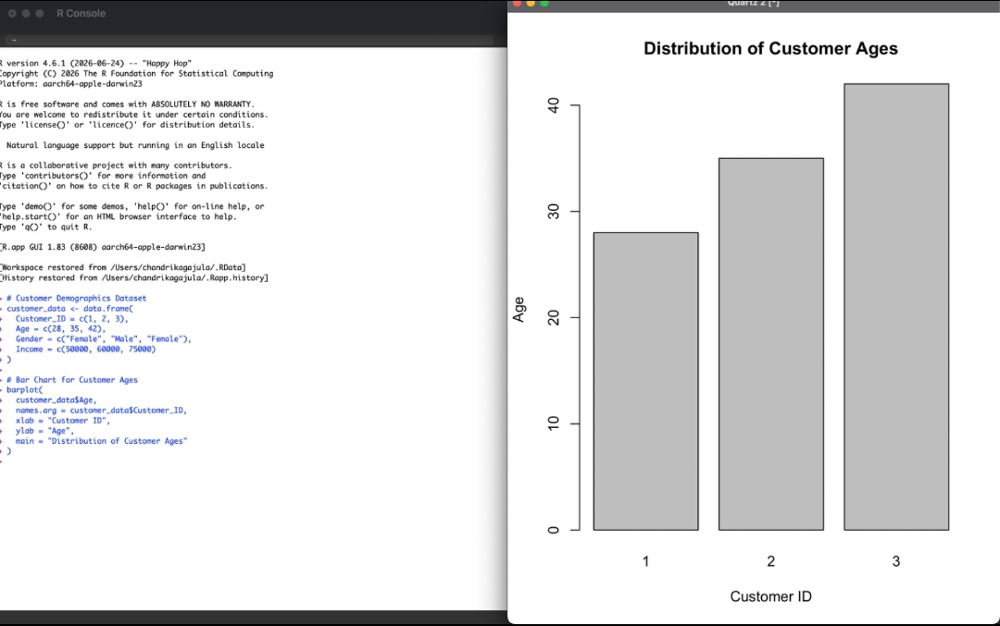 R Console
~
R version 4.6.1 (2026-06-24) -- "Happy Hop"
Copyright (C) 2026 The R Foundation for Statistical Computing
Platform: aarch64-apple-darwin23
R is free software and comes with ABSOLUTELY NO WARRANTY.
You are welcome to redistribute it under certain conditions.
Type 'license()' or 'licence()' for distribution details.
Natural language support but running in an English locale
R is a collaborative project with many contributors.
Type 'contributors()' for more information and
'citation()' on how to cite R or R packages in publications.
Type 'demo()' for some demos, 'help()' for on-line help, or
'help.start()' for an HTML browser interface to help.
Type 'q()' to quit R.
[R.app GUI 1.83 (8608) aarch64-apple-darwin23]
[Workspace restored from /Users/chandrikagajula/.RData]
[History restored from /Users/chandrikagajula/.Rapp.history]
> # Customer Demographics Dataset
> customer_data <- data.frame(
+ Customer_ID = c(1, 2, 3),
+ Age = c(28, 35, 42),
+ Gender = c("Female", "Male", "Female"),
+ Income = c(50000, 60000, 75000)
+ )
>
> # Bar Chart for Customer Ages
> barplot(
+ customer_data$Age,
+ names.arg = customer_data$Customer_ID,
+ xlab = "Customer ID",
+ ylab = "Age",
+ main = "Distribution of Customer Ages"
+ )
>
Quartz 2 [*]
Distribution of Customer Ages
Age
40
30
20
10
0
1 2 3
Customer ID